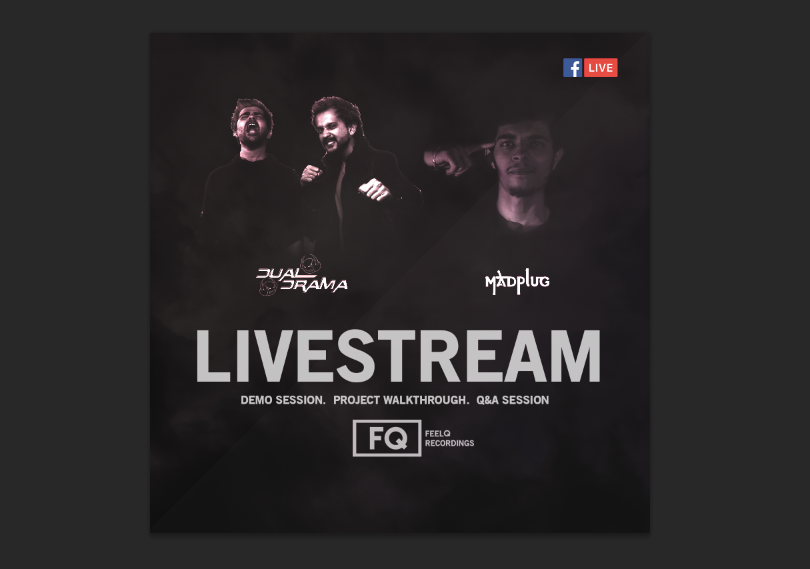 f LIVE
DUAL
DRAMA
MADPLUG
LIVESTREAM
DEMO SESSION. PROJECT WALKTHROUGH. Q&A SESSION
FQ
FEELQ
RECORDINGS